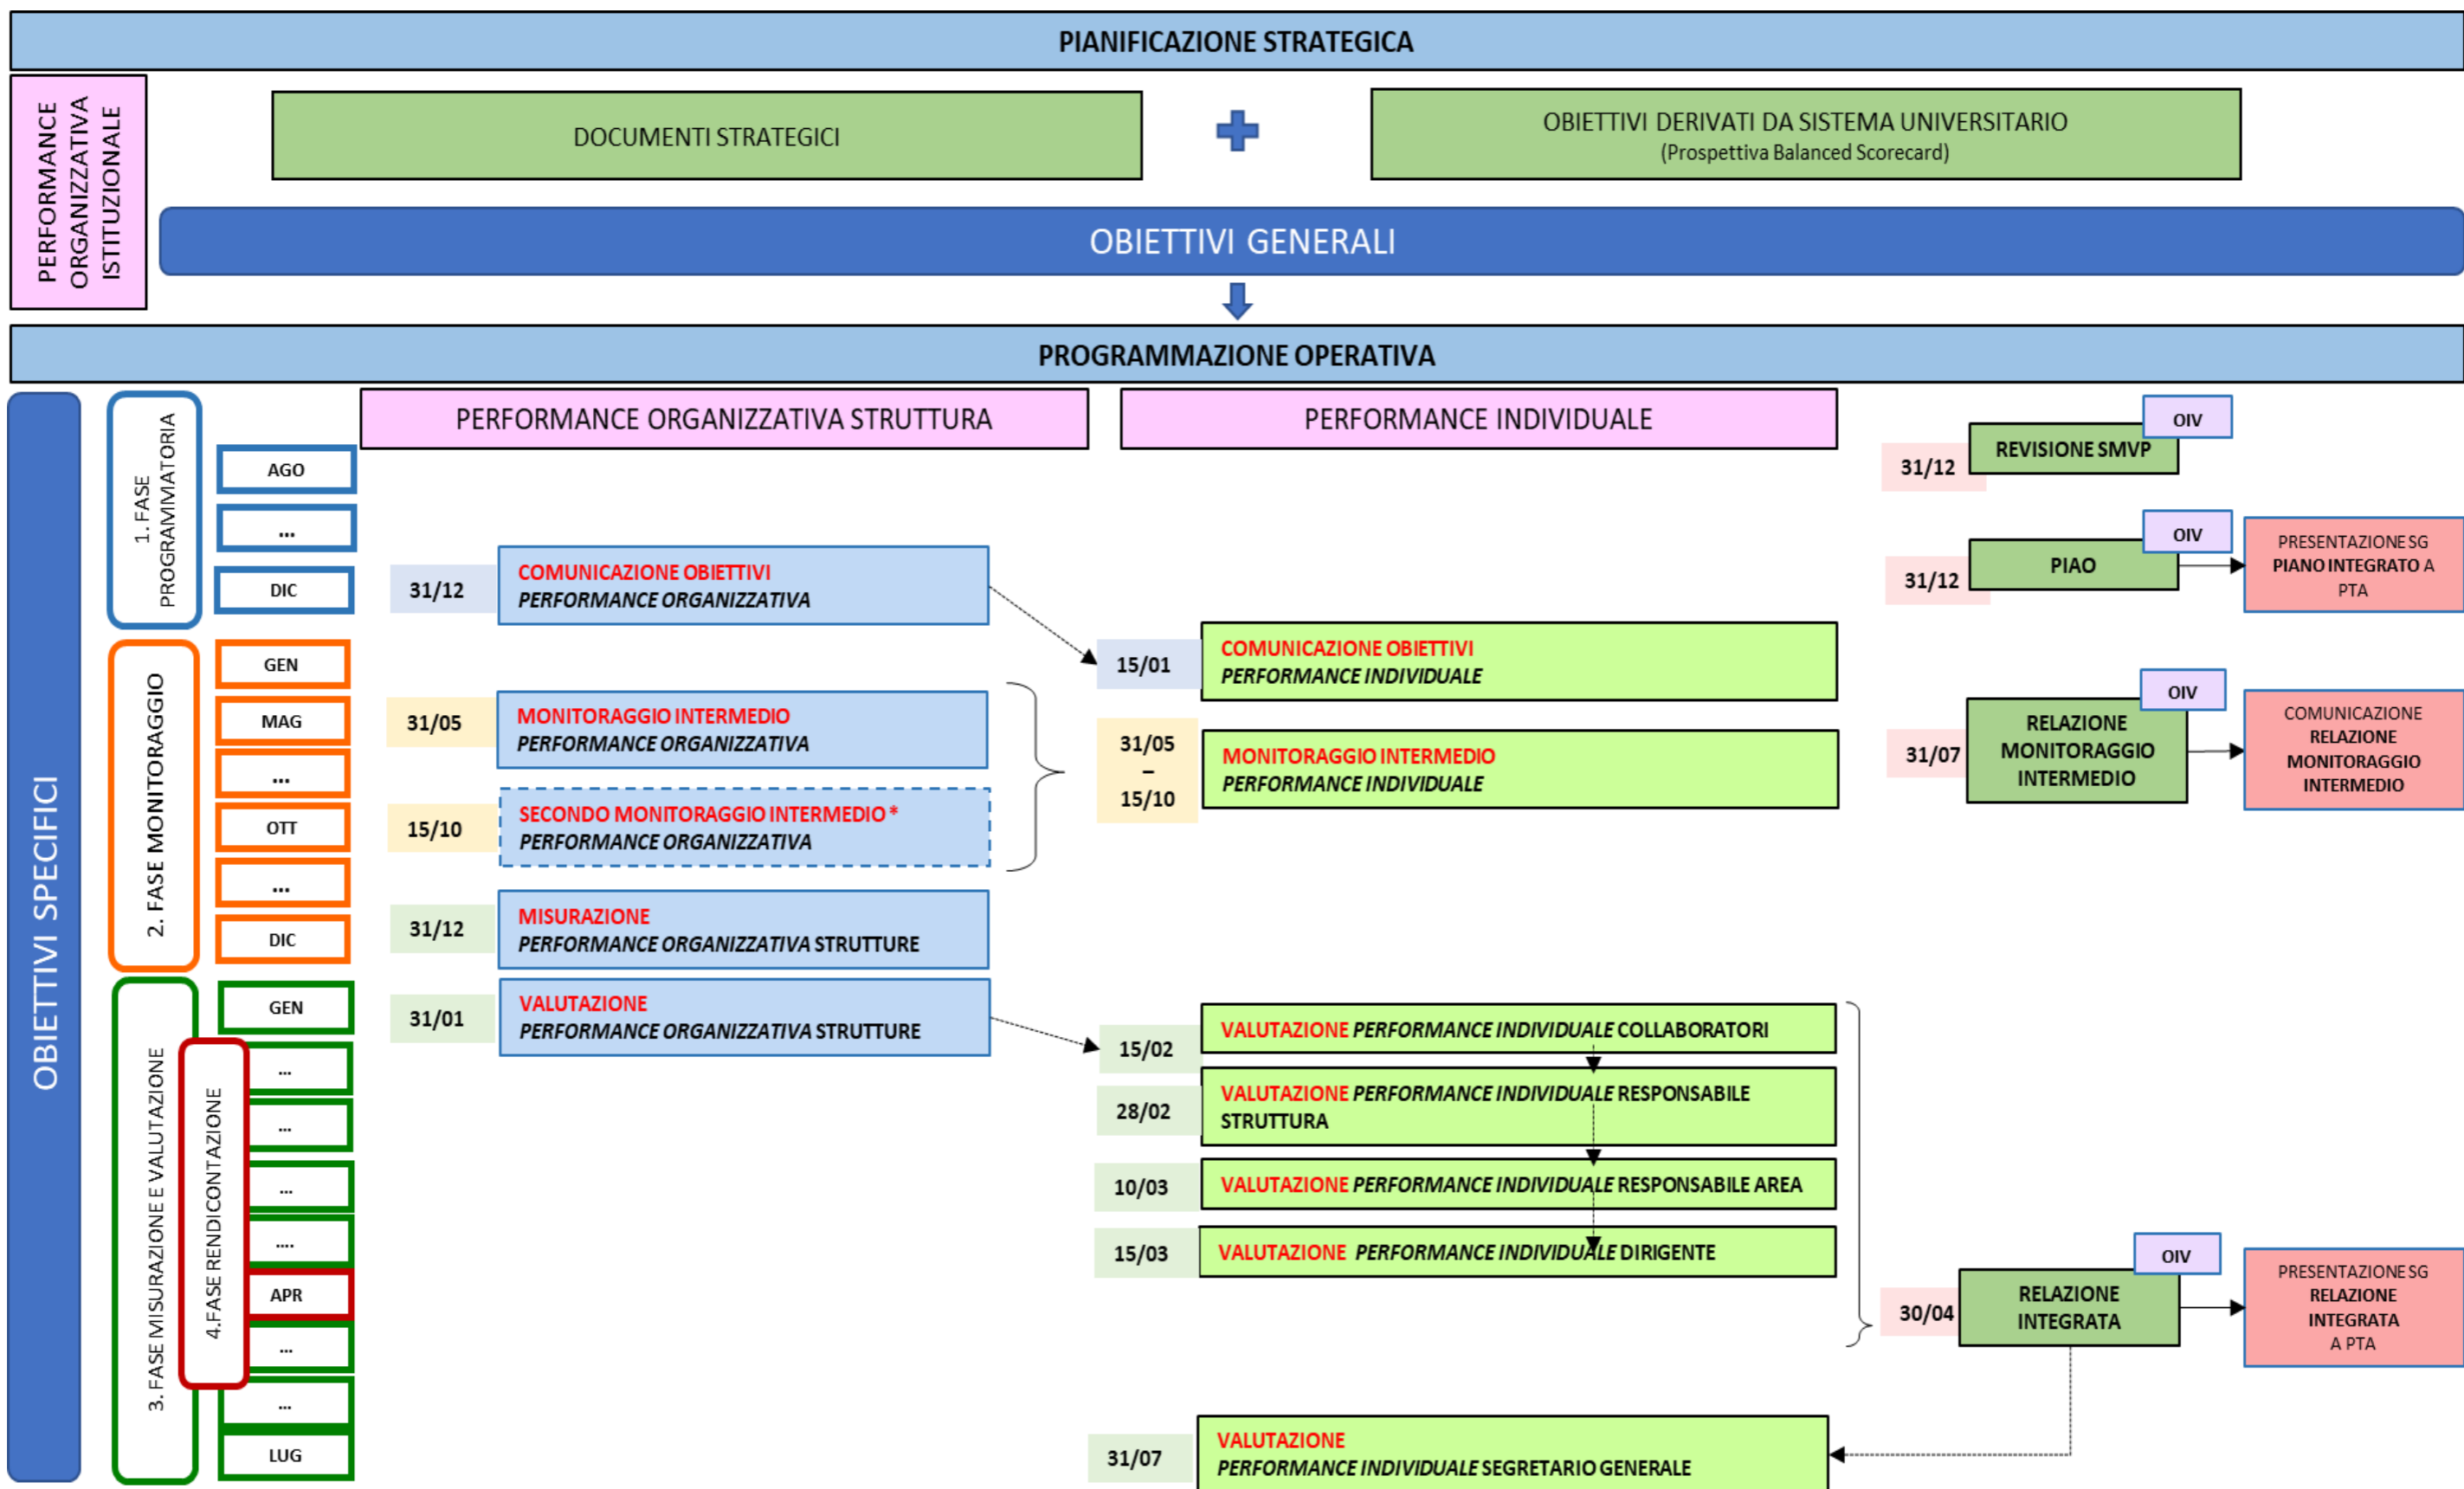 PIANIFICAZIONE STRATEGICA
PERFORMANCE
ORGANIZZATIVA
ISTITUZIONALE
DOCUMENTI STRATEGICI
OBIETTIVI DERIVATI DA SISTEMA UNIVERSITARIO
(Prospettiva Balanced Scorecard)
OBIETTIVI GENERALI
PROGRAMMAZIONE OPERATIVA
OBIETTIVI SPECIFICI
1. FASE
PROGRAMMATORIA
AGO
...
DIC
2. FASE MONITORAGGIO
GEN
MAG
...
OTT
...
DIC
3. FASE MISURAZIONE E VALUTAZIONE
4.FASE RENDICONTAZIONE
GEN
...
...
...
....
APR
...
...
LUG
PERFORMANCE ORGANIZZATIVA STRUTTURA
31/12
COMUNICAZIONE OBIETTIVI
PERFORMANCE ORGANIZZATIVA
31/05
MONITORAGGIO INTERMEDIO
PERFORMANCE ORGANIZZATIVA
15/10
SECONDO MONITORAGGIO INTERMEDIO *
PERFORMANCE ORGANIZZATIVA
31/12
MISURAZIONE
PERFORMANCE ORGANIZZATIVA STRUTTURE
31/01
VALUTAZIONE
PERFORMANCE ORGANIZZATIVA STRUTTURE
PERFORMANCE INDIVIDUALE
15/01
COMUNICAZIONE OBIETTIVI
PERFORMANCE INDIVIDUALE
31/05
–
15/10
MONITORAGGIO INTERMEDIO
PERFORMANCE INDIVIDUALE
15/02
VALUTAZIONE PERFORMANCE INDIVIDUALE COLLABORATORI
28/02
VALUTAZIONE PERFORMANCE INDIVIDUALE RESPONSABILE
STRUTTURA
10/03
VALUTAZIONE PERFORMANCE INDIVIDUALE RESPONSABILE AREA
15/03
VALUTAZIONE PERFORMANCE INDIVIDUALE DIRIGENTE
31/07
VALUTAZIONE
PERFORMANCE INDIVIDUALE SEGRETARIO GENERALE
31/12
REVISIONE SMVP
OIV
31/12
PIAO
OIV
PRESENTAZIONE SG
PIANO INTEGRATO A
PTA
31/07
RELAZIONE
MONITORAGGIO
INTERMEDIO
OIV
COMUNICAZIONE
RELAZIONE
MONITORAGGIO
INTERMEDIO
30/04
RELAZIONE
INTEGRATA
OIV
PRESENTAZIONE SG
RELAZIONE
INTEGRATA
A PTA